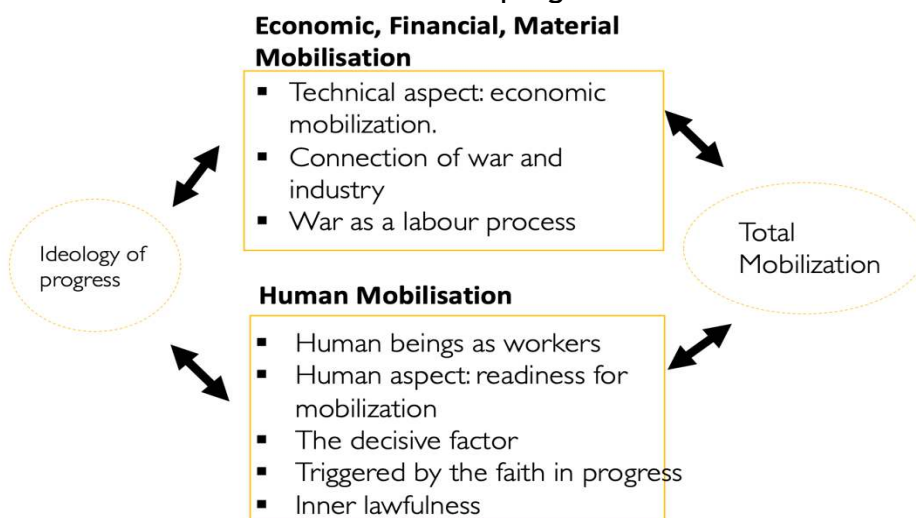 Economic, Financial, Material
Mobilisation
▪ Technical aspect: economic
mobilization.
▪ Connection of war and
industry
▪ War as a labour process
Ideology of
progress
Total
Mobilization
Human Mobilisation
▪ Human beings as workers
▪ Human aspect: readiness for
mobilization
▪ The decisive factor
▪ Triggered by the faith in progress
▪ Inner lawfulness